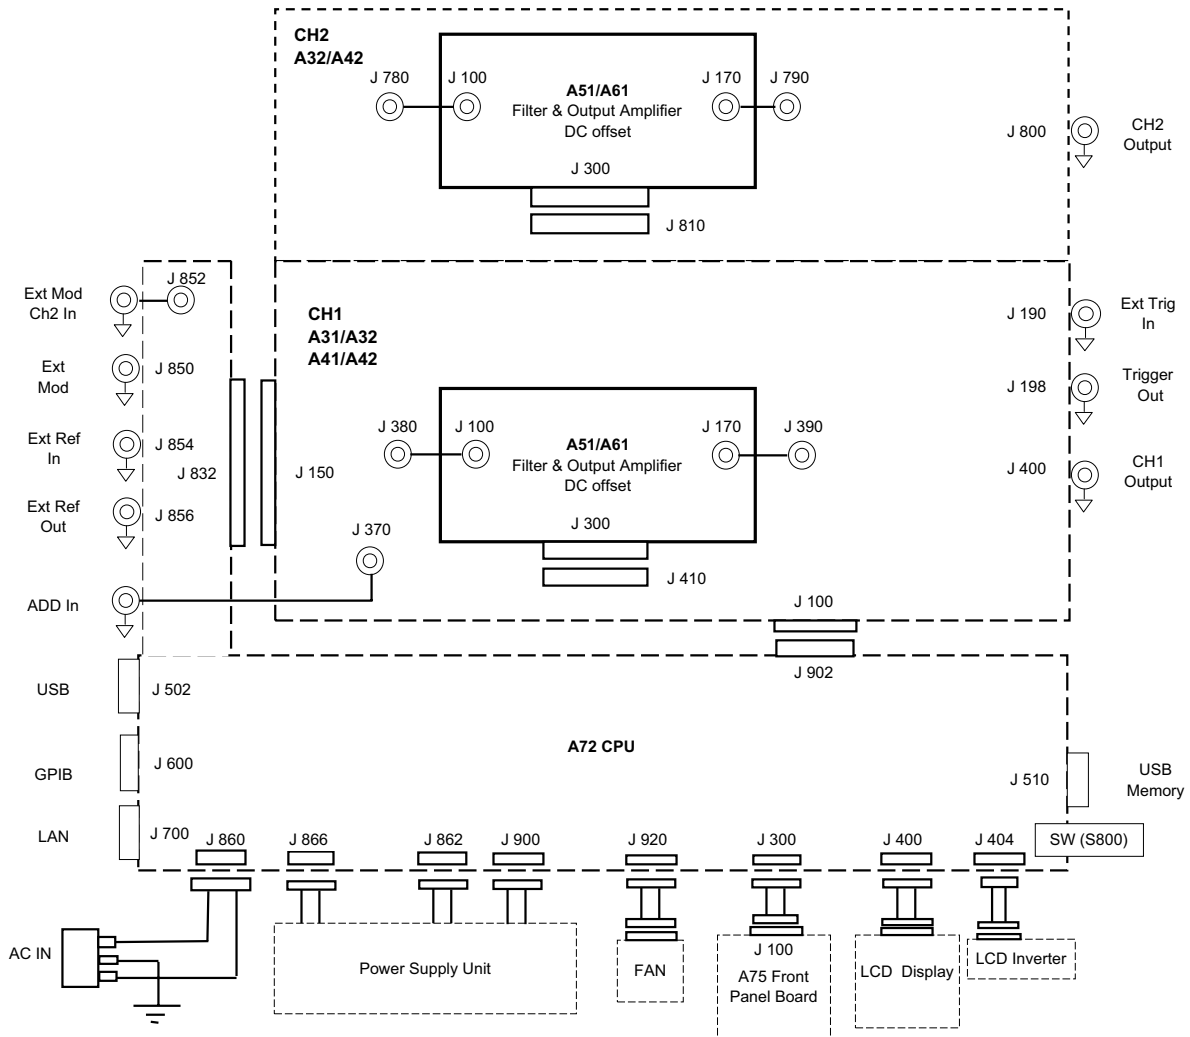 CH2
A32/A42
J 780
J 100
A51/A61
Filter & Output Amplifier
DC offset
J 170
J 790
J 300
J 810
J 800
CH2
Output
Ext Mod
Ch2 In
J 852
Ext
Mod
J 850
Ext Ref
In
J 854
J 832
Ext Ref
Out
J 856
ADD In
CH1
A31/A32
A41/A42
J 150
J 370
J 380
J 100
A51/A61
Filter & Output Amplifier
DC offset
J 170
J 390
J 300
J 410
J 190
Ext Trig
In
J 198
Trigger
Out
J 400
CH1
Output
J 100
J 902
USB
J 502
GPIB
J 600
LAN
J 700
A72 CPU
J 510
USB
Memory
SW (S800)
J 860
J 866
J 862
J 900
J 920
J 300
J 400
J 404
AC IN
Power Supply Unit
FAN
J 100
A75 Front
Panel Board
LCD Display
LCD Inverter